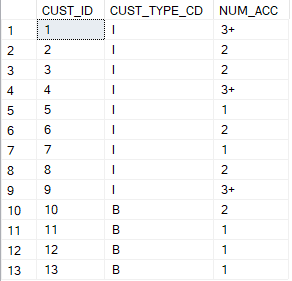 CUST_ID CUST_TYPE_CD NUM_ACC
1 1 I 3+
2 2 I 2
3 3 I 2
4 4 I 3+
5 5 I 1
6 6 I 2
7 7 I 1
8 8 I 2
9 9 I 3+
10 10 B 2
11 11 B 1
12 12 B 1
13 13 B 1